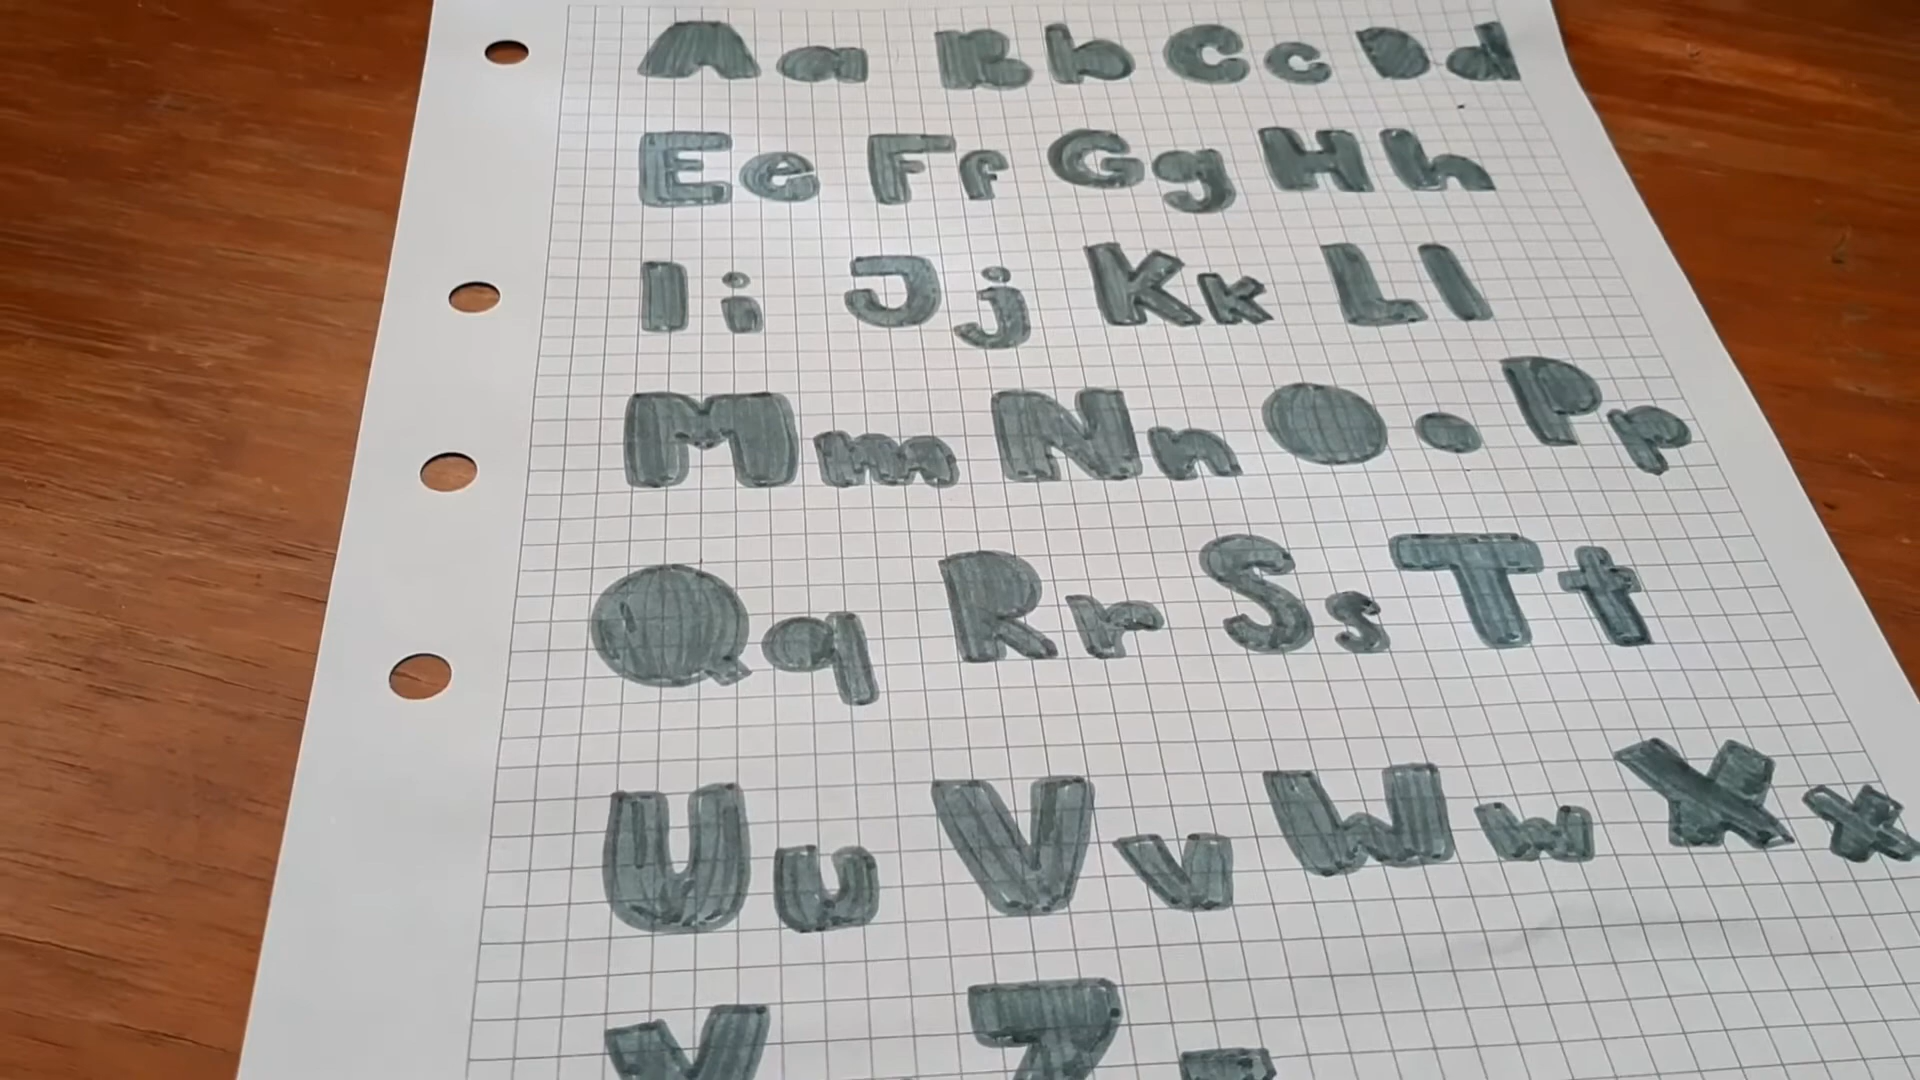 Aa Bb Cc Dd
Ee Ff Gg Hh
Ii Jj Kk Ll
Mm Nn Oo Pp
Qq Rr Ss Tt
Uu Vv Ww Xx
Y Zz